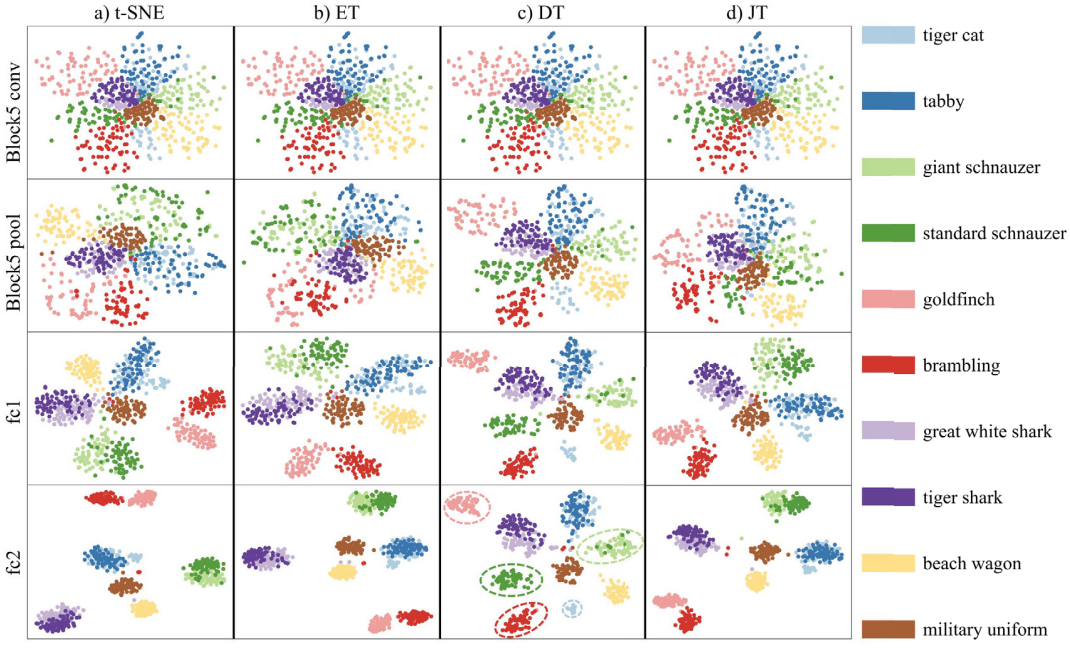 a) t-SNE
b) ET
c) DT
d) JT
Block5 conv
Block5 pool
fc1
fc2
tiger cat
tabby
giant schnauzer
standard schnauzer
goldfinch
brambling
great white shark
tiger shark
beach wagon
military uniform